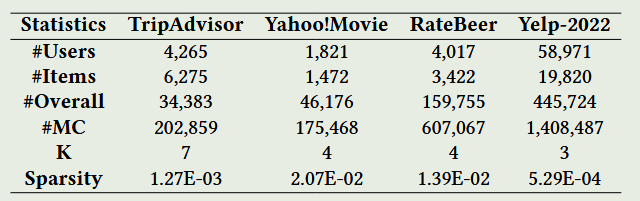 Statistics TripAdvisor Yahoo!Movie RateBeer Yelp-2022
#Users 4,265 1,821 4,017 58,971
#Items 6,275 1,472 3,422 19,820
#Overall 34,383 46,176 159,755 445,724
#MC 202,859 175,468 607,067 1,408,487
K 7 4 4 3
Sparsity 1.27E-03 2.07E-02 1.39E-02 5.29E-04